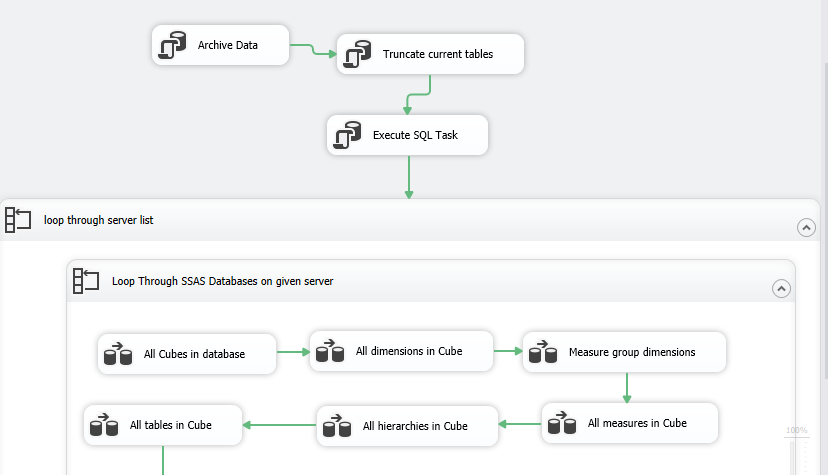 Archive Data
Truncate current tables
Execute SQL Task
loop through server list
Loop Through SSAS Databases on given server
All Cubes in database
All dimensions in Cube
Measure group dimensions
All tables in Cube
All hierarchies in Cube
All measures in Cube
100%